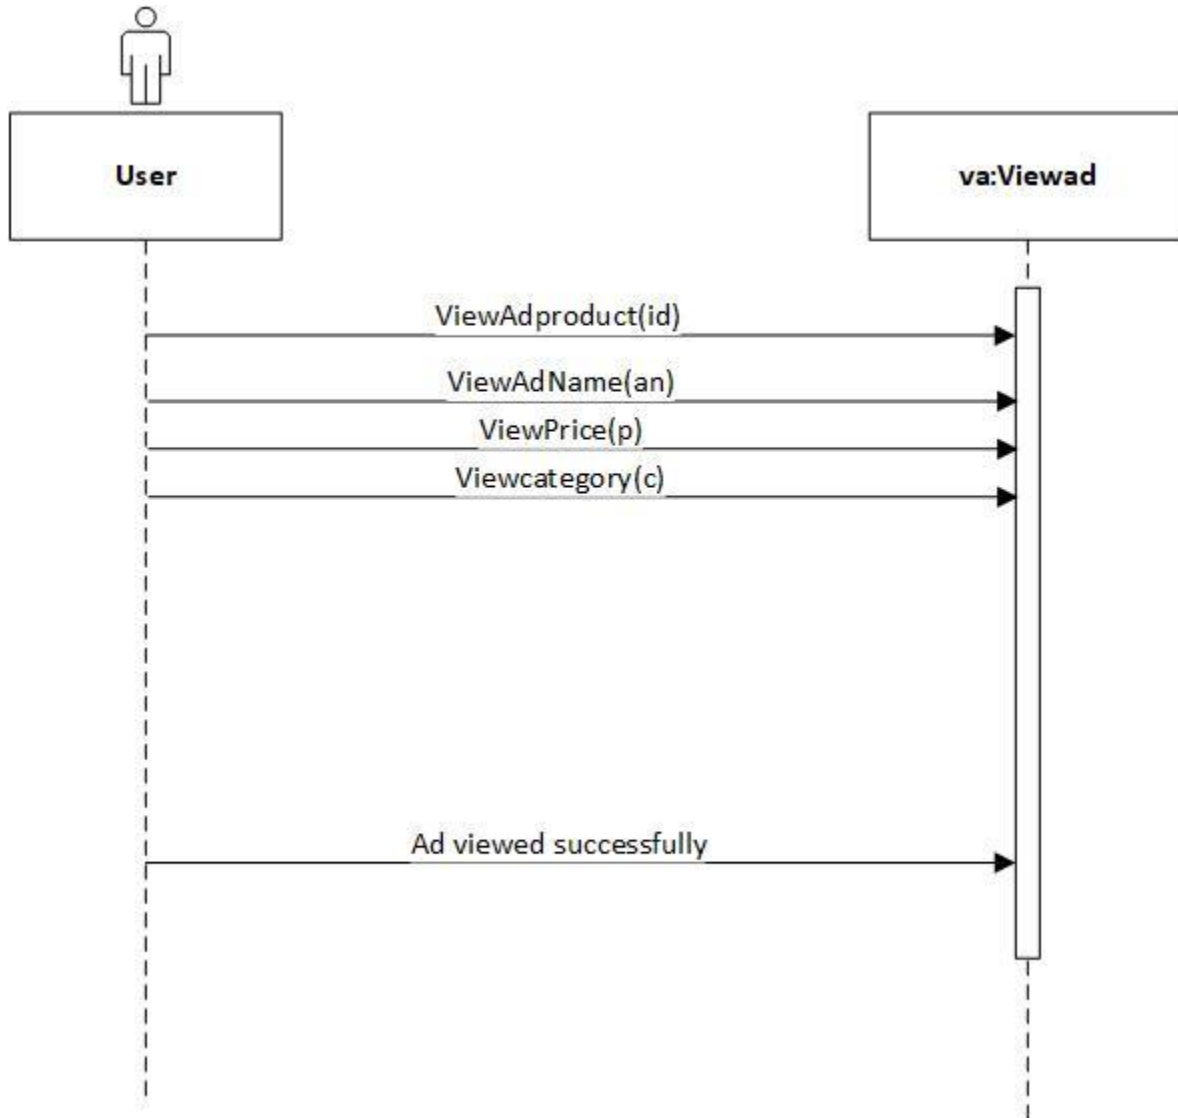 User
va:Viewad
ViewAdproduct(id)
ViewAdName(an)
ViewPrice(p)
Viewcategory(c)
Ad viewed successfully